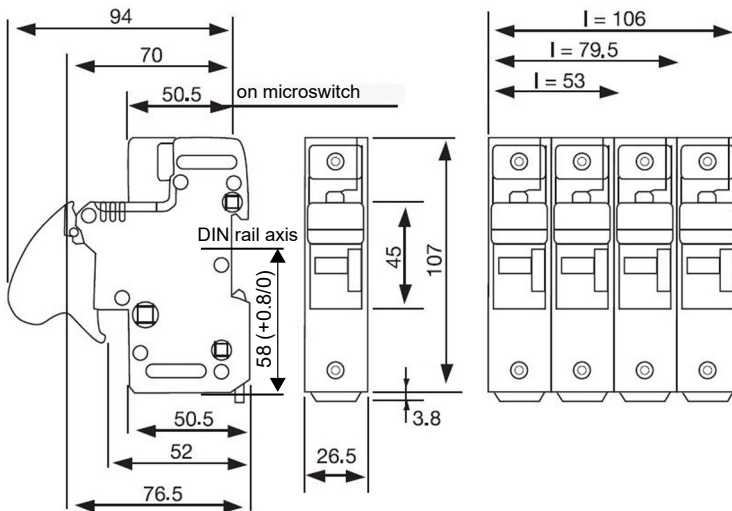 94
l = 106
70
l = 79.5
50.5
on microswitch
l = 53
DIN rail axis
45
107
58 (+0.8/0)
3.8
50.5
52
26.5
76.5